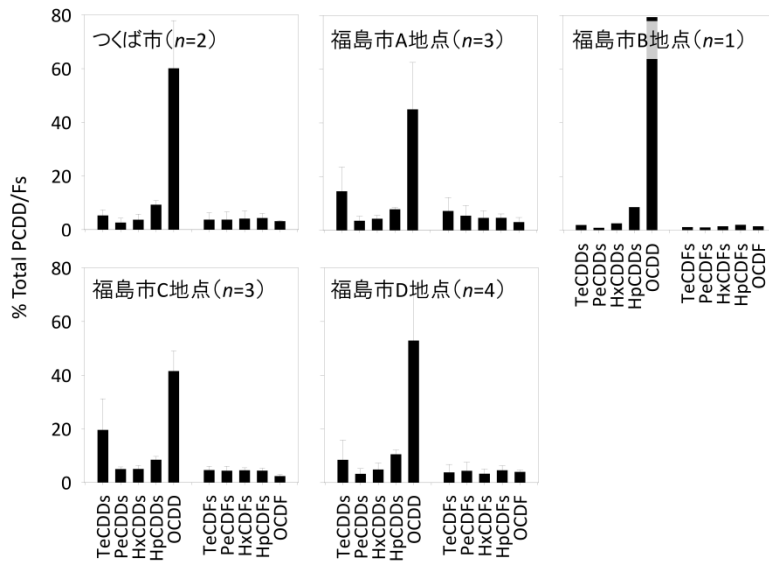 % Total PCDD/Fs
80
60
40
20
0
つくば市(n=2)
福島市A地点(n=3)
福島市B地点(n=1)
TeCDDs
PeCDDs
HxCDDs
HpCDDs
OCDD
TeCDFs
PeCDFs
HxCDFs
HpCDFs
OCDF
80
60
40
20
0
福島市C地点(n=3)
福島市D地点(n=4)
TeCDDs
PeCDDs
HxCDDs
HpCDDs
OCDD
TeCDFs
PeCDFs
HxCDFs
HpCDFs
OCDF
TeCDDs
PeCDDs
HxCDDs
HpCDDs
OCDD
TeCDFs
PeCDFs
HxCDFs
HpCDFs
OCDF